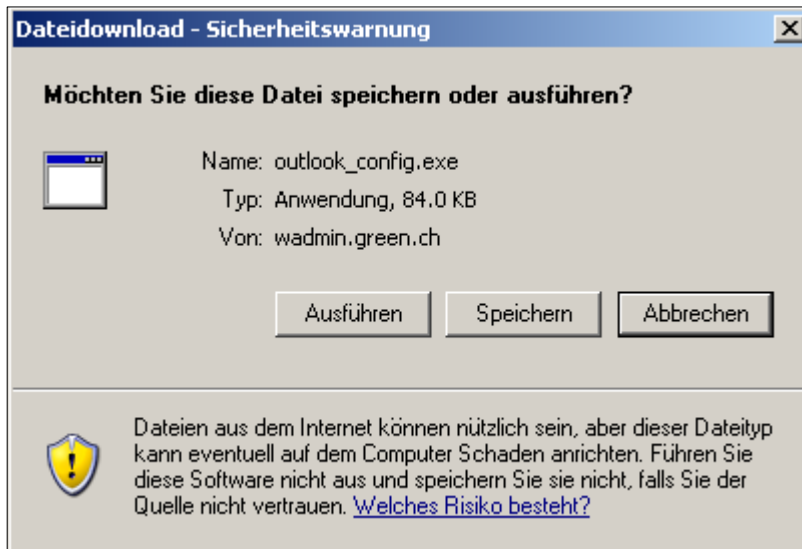 Dateidownload - Sicherheitswarnung
Möchten Sie diese Datei speichern oder ausführen?
Name: outlook_config.exe
Typ: Anwendung, 84.0 KB
Von: wadmin.green.ch
Ausführen Speichern Abbrechen
Dateien aus dem Internet können nützlich sein, aber dieser Dateityp
kann eventuell auf dem Computer Schaden anrichten. Führen Sie
diese Software nicht aus und speichern Sie sie nicht, falls Sie der
Quelle nicht vertrauen. Welches Risiko besteht?